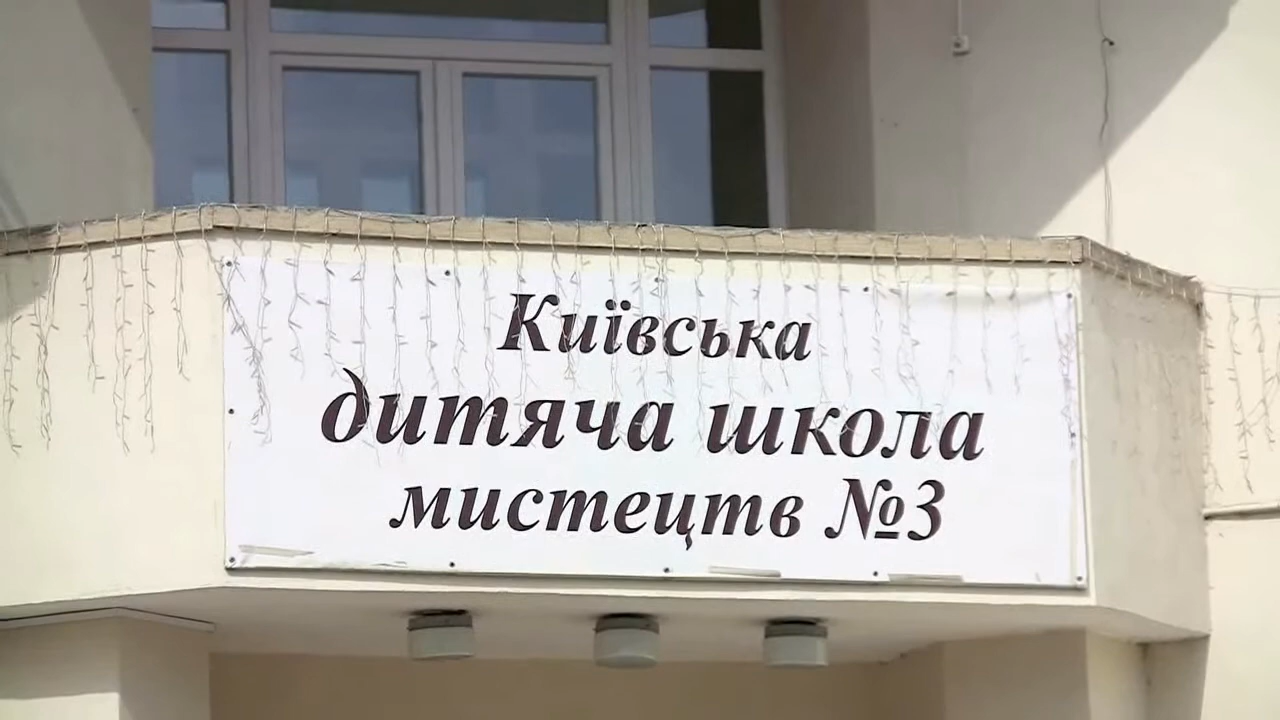 Київська
дитяча школа
мистецтв №3